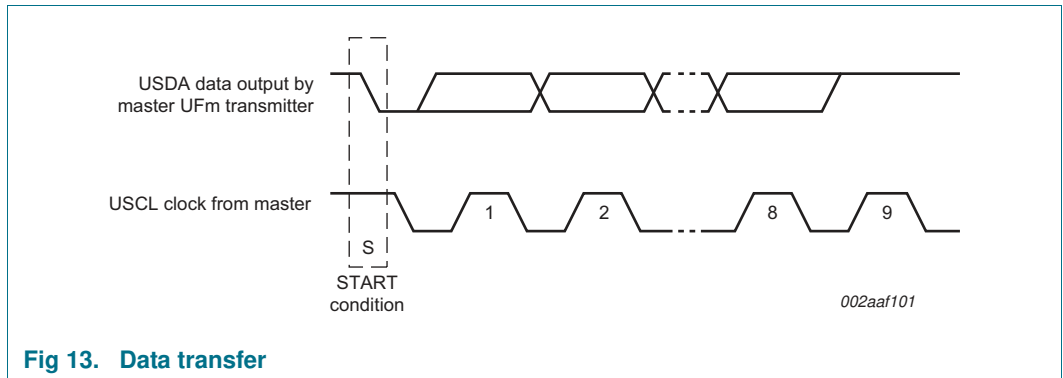 USDA data output by
master UFm transmitter
USCL clock from master
1
2
8
9
S
START
condition
002aaf101
Fig 13. Data transfer